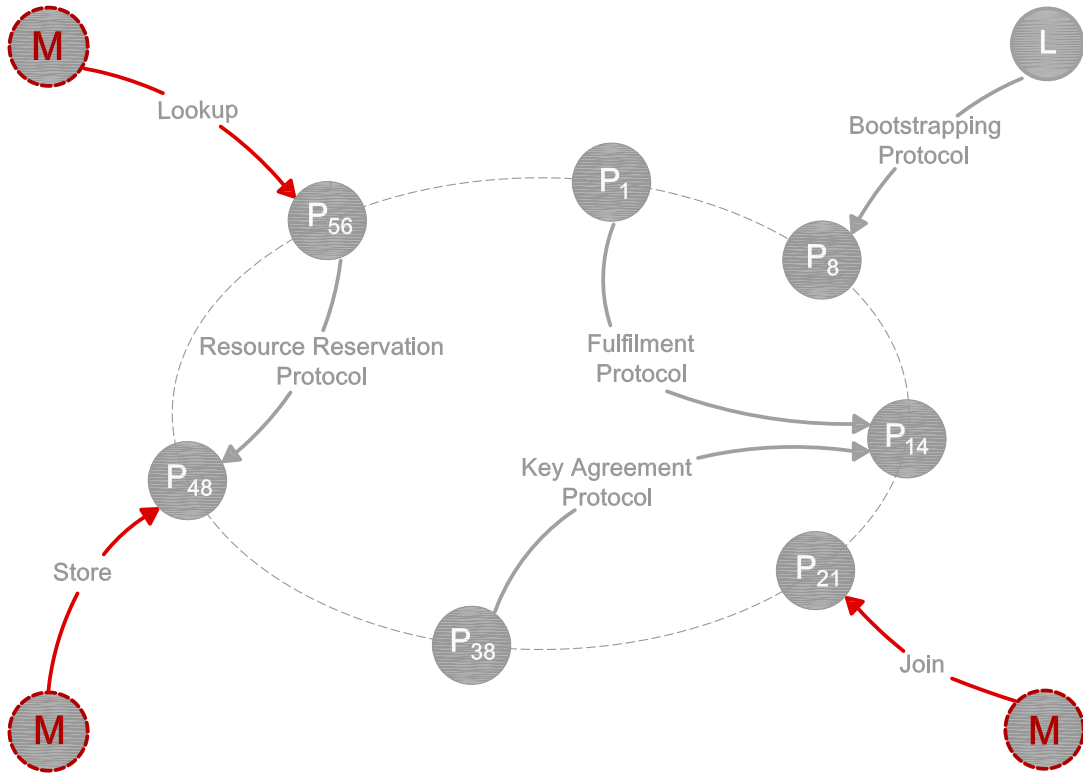 M
L
Lookup
Bootstrapping
Protocol
P1
P56
P8
Resource Reservation
Protocol
Fulfilment
Protocol
P14
Key Agreement
Protocol
P48
Store
P21
P38
Join
M
M